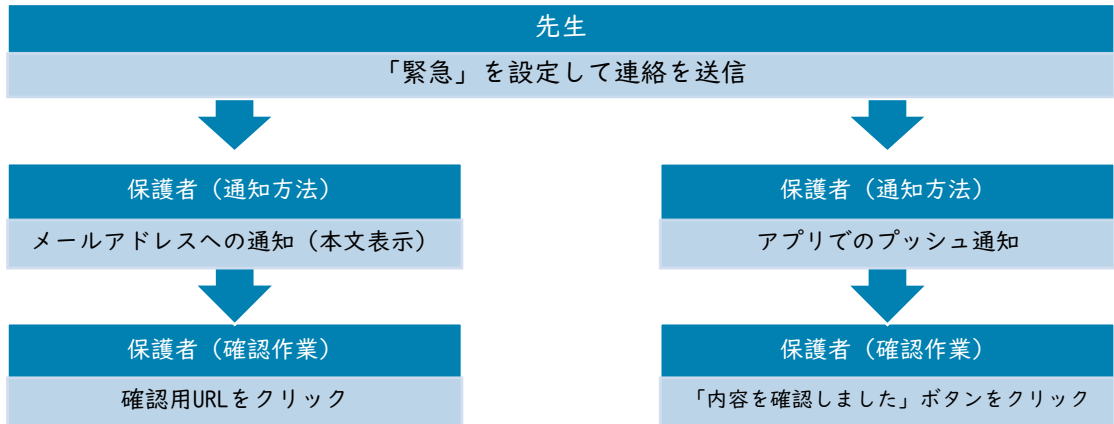 先生
「緊急」を設定して連絡を送信
保護者（通知方法）
メールアドレスへの通知（本文表示）
保護者（確認作業）
確認用URLをクリック
保護者（通知方法）
アプリでのプッシュ通知
保護者（確認作業）
「内容を確認しました」ボタンをクリック